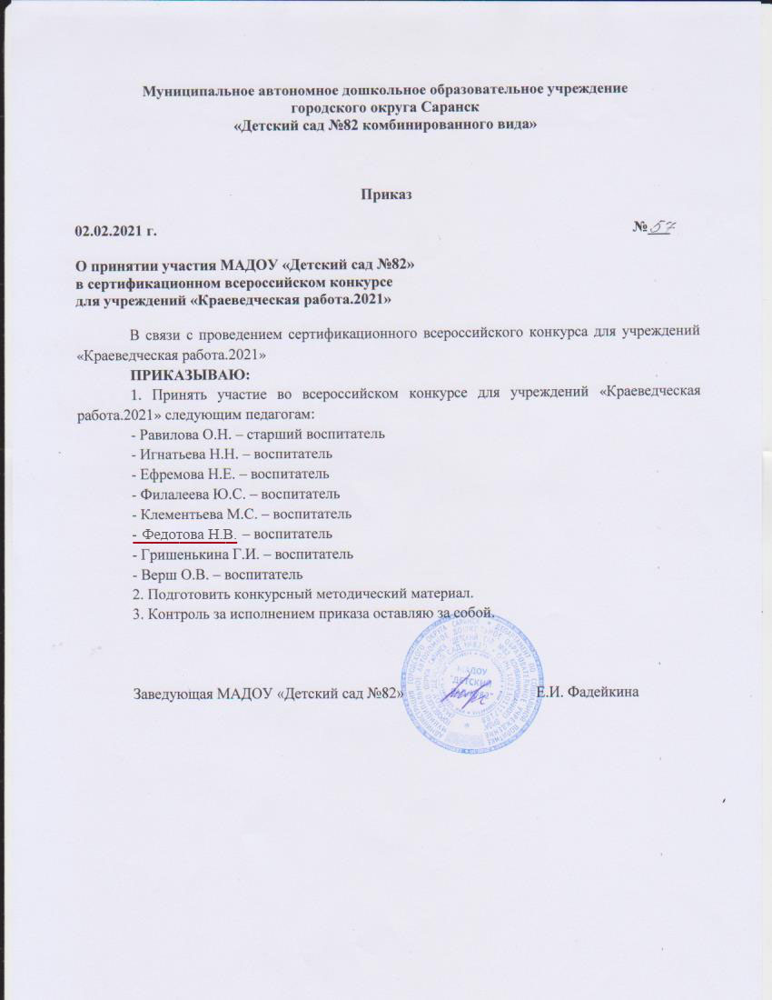 Муниципальное автономное дошкольное образовательное учреждение
городского округа Саранск
«Детский сад №82 комбинированного вида»
Приказ
02.02.2021 г.
№ 57
О принятии участия МАДОУ «Детский сад №82»
в сертификационном всероссийском конкурсе
для учреждений «Краеведческая работа.2021»
В связи с проведением сертификационного всероссийского конкурса для учреждений
«Краеведческая работа.2021»
ПРИКАЗЫВАЮ:
1. Принять участие во всероссийском конкурсе для учреждений «Краеведческая
работа.2021» следующим педагогам:
- Равилова О.Н. – старший воспитатель
- Игнатьева Н.Н. – воспитатель
- Ефремова Н.Е. – воспитатель
- Филалеева Ю.С. – воспитатель
- Клементьева М.С. – воспитатель
- Федотова Н.В. – воспитатель
- Гришенькина Г.И. – воспитатель
- Верш О.В. – воспитатель
2. Подготовить конкурсный методический материал.
3. Контроль за исполнением приказа оставляю за собой.
Заведующая МАДОУ «Детский сад №82»
Е.И. Фадейкина
МАДОУ
"ДЕТСКИЙ